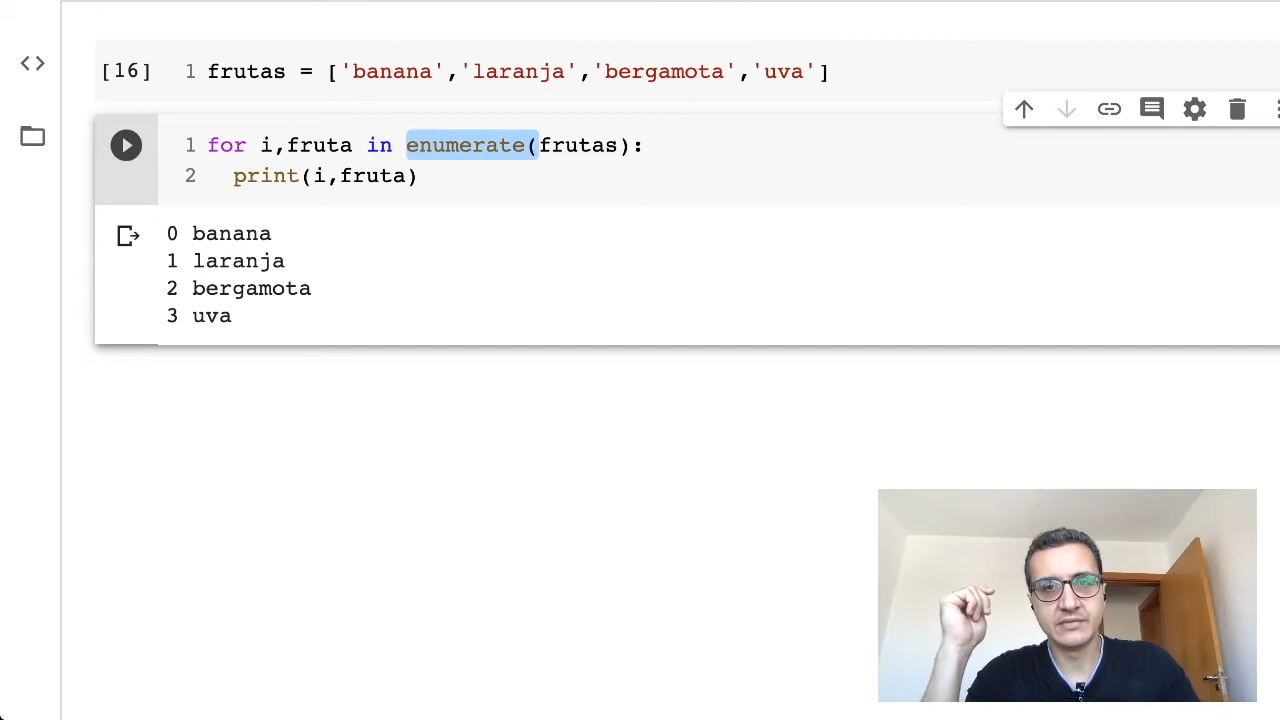 [16] 1 frutas = ['banana','laranja','bergamota','uva']
1 for i,fruta in enumerate(frutas):
2 print(i,fruta)
0 banana
1 laranja
2 bergamota
3 uva